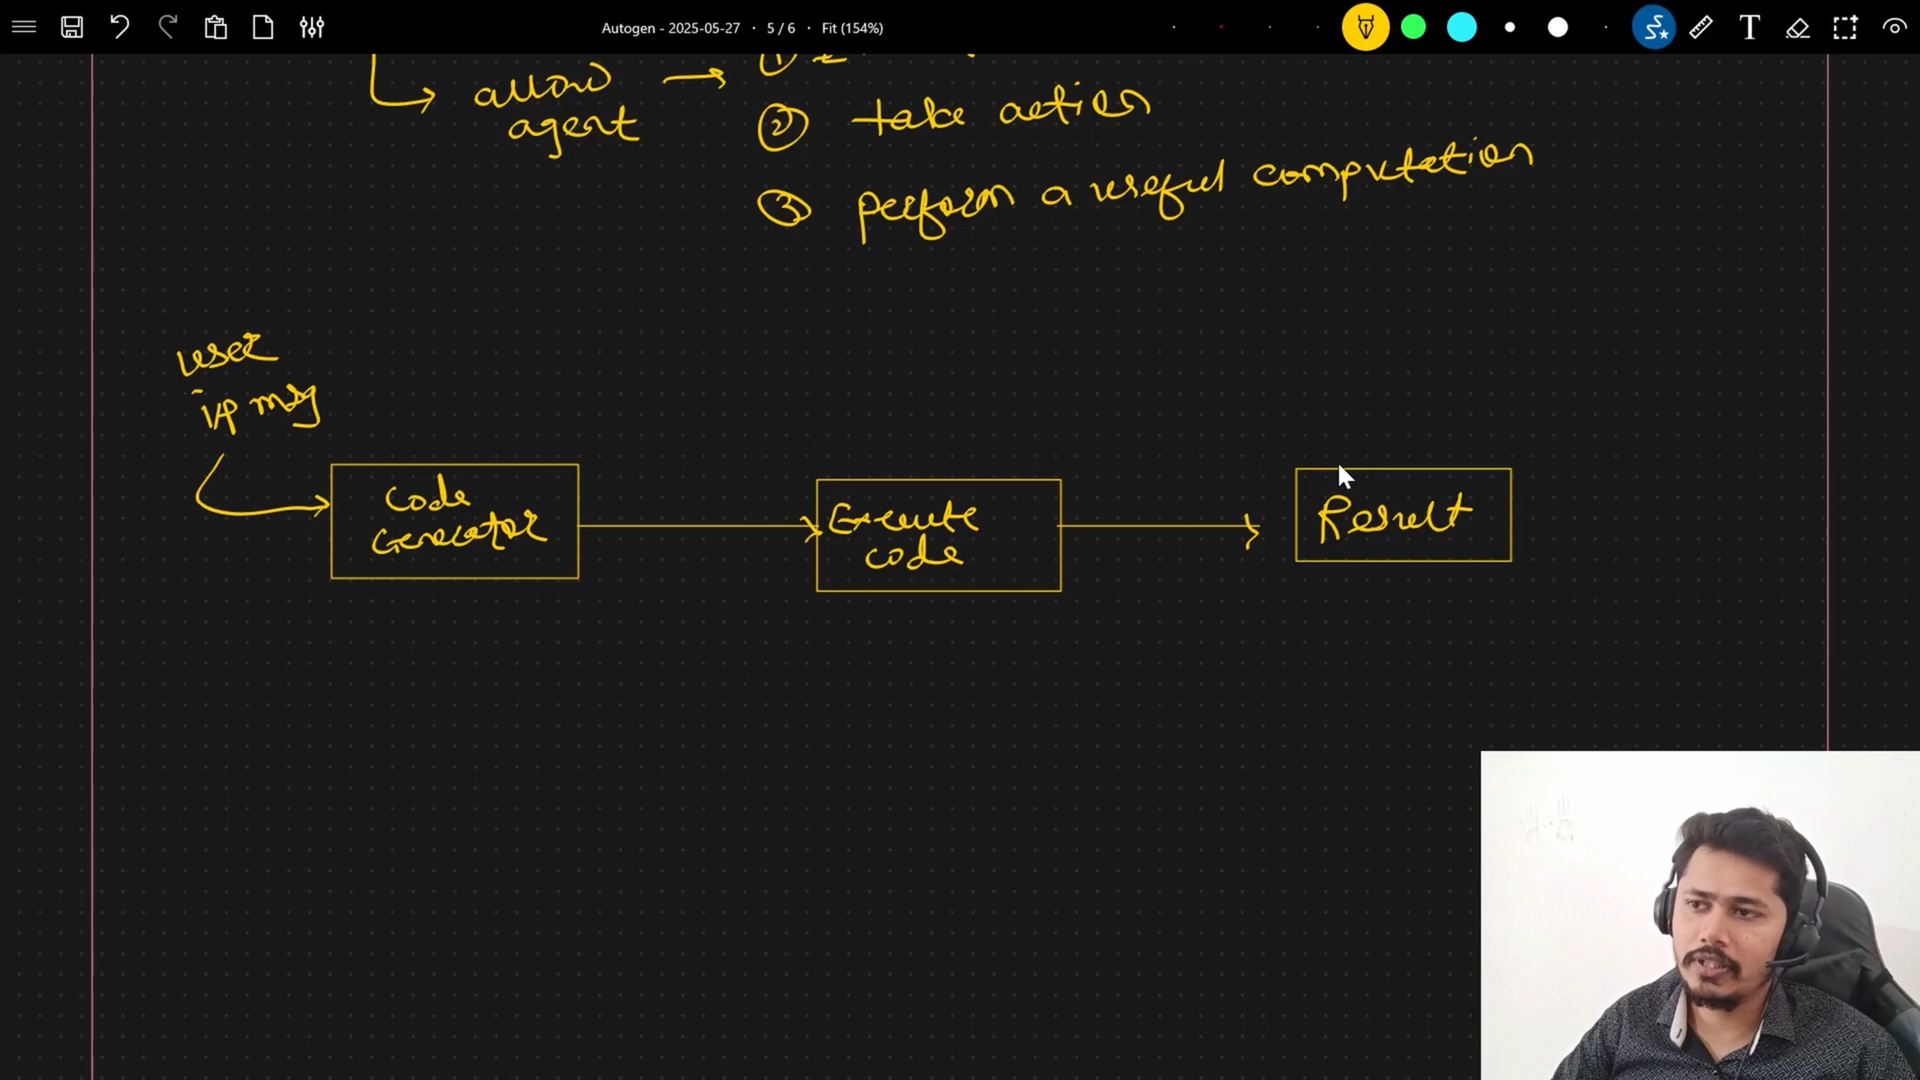 Autogen - 2025-05-27 · 5 / 6 · Fit (154%)
T
allow
agent
① 
② take action
③ perform a useful computation
user
i/p msg
Code
Generator
Execute
code
Result